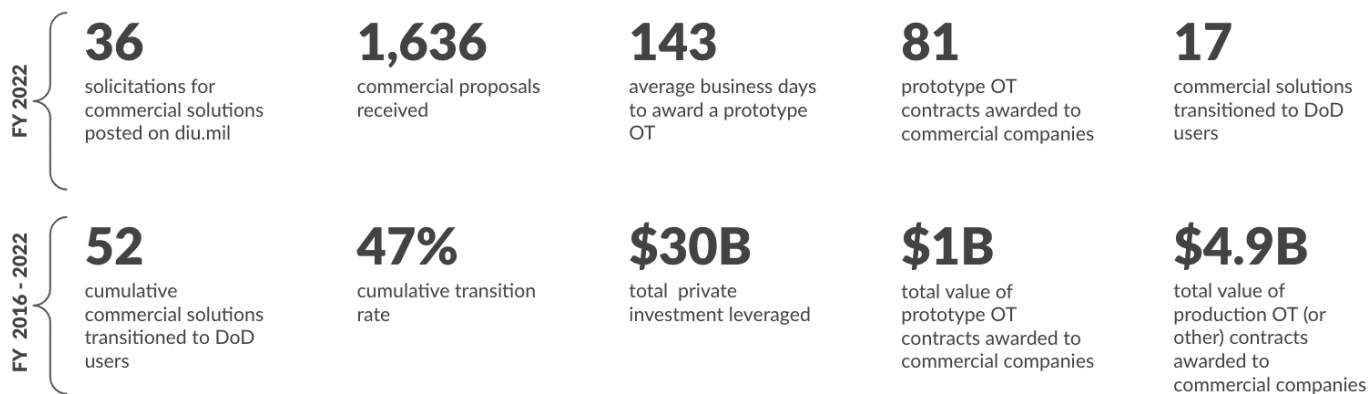 FY 2022
36
solicitations for
commercial solutions
posted on diu.mil
1,636
commercial proposals
received
143
average business days
to award a prototype
OT
81
prototype OT
contracts awarded to
commercial companies
17
commercial solutions
transitioned to DoD
users
FY 2016 - 2022
52
cumulative
commercial solutions
transitioned to DoD
users
47%
cumulative transition
rate
$30B
total private
investment leveraged
$1B
total value of
prototype OT
contracts awarded to
commercial companies
$4.9B
total value of
production OT (or
other) contracts
awarded to
commercial companies